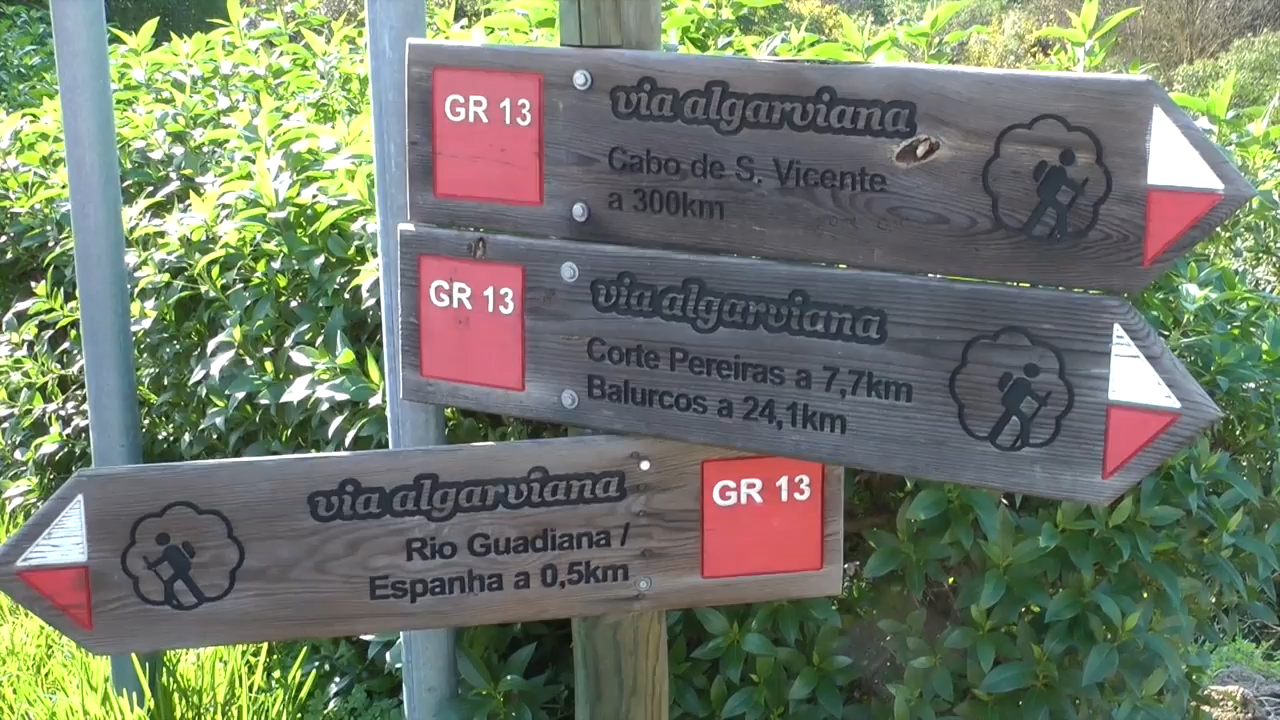 GR 13
via algarviana
Cabo de S. Vicente
a 300km
GR 13
via algarviana
Corte Pereiras a 7,7km
Balurcos a 24,1km
via algarviana
GR 13
Rio Guadiana /
Espanha a 0,5km